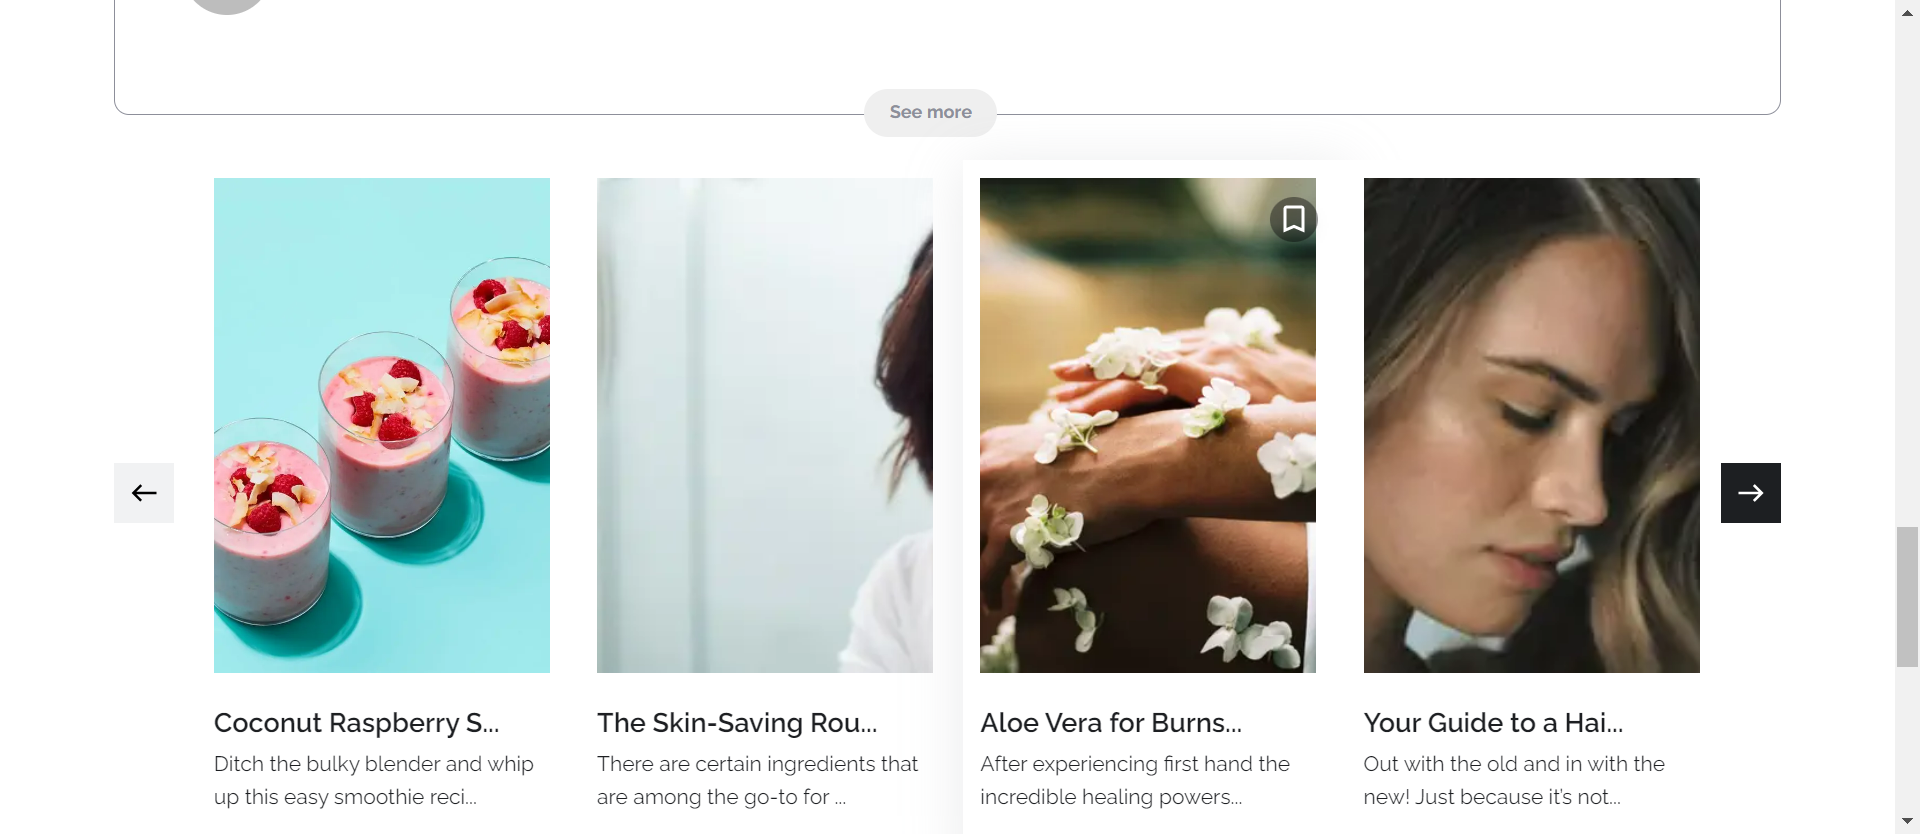 See more
Coconut Raspberry S...
Ditch the bulky blender and whip
up this easy smoothie reci...
The Skin-Saving Rou...
There are certain ingredients that
are among the go-to for ...
Aloe Vera for Burns...
After experiencing first hand the
incredible healing powers...
Your Guide to a Hai...
Out with the old and in with the
new! Just because it’s not...